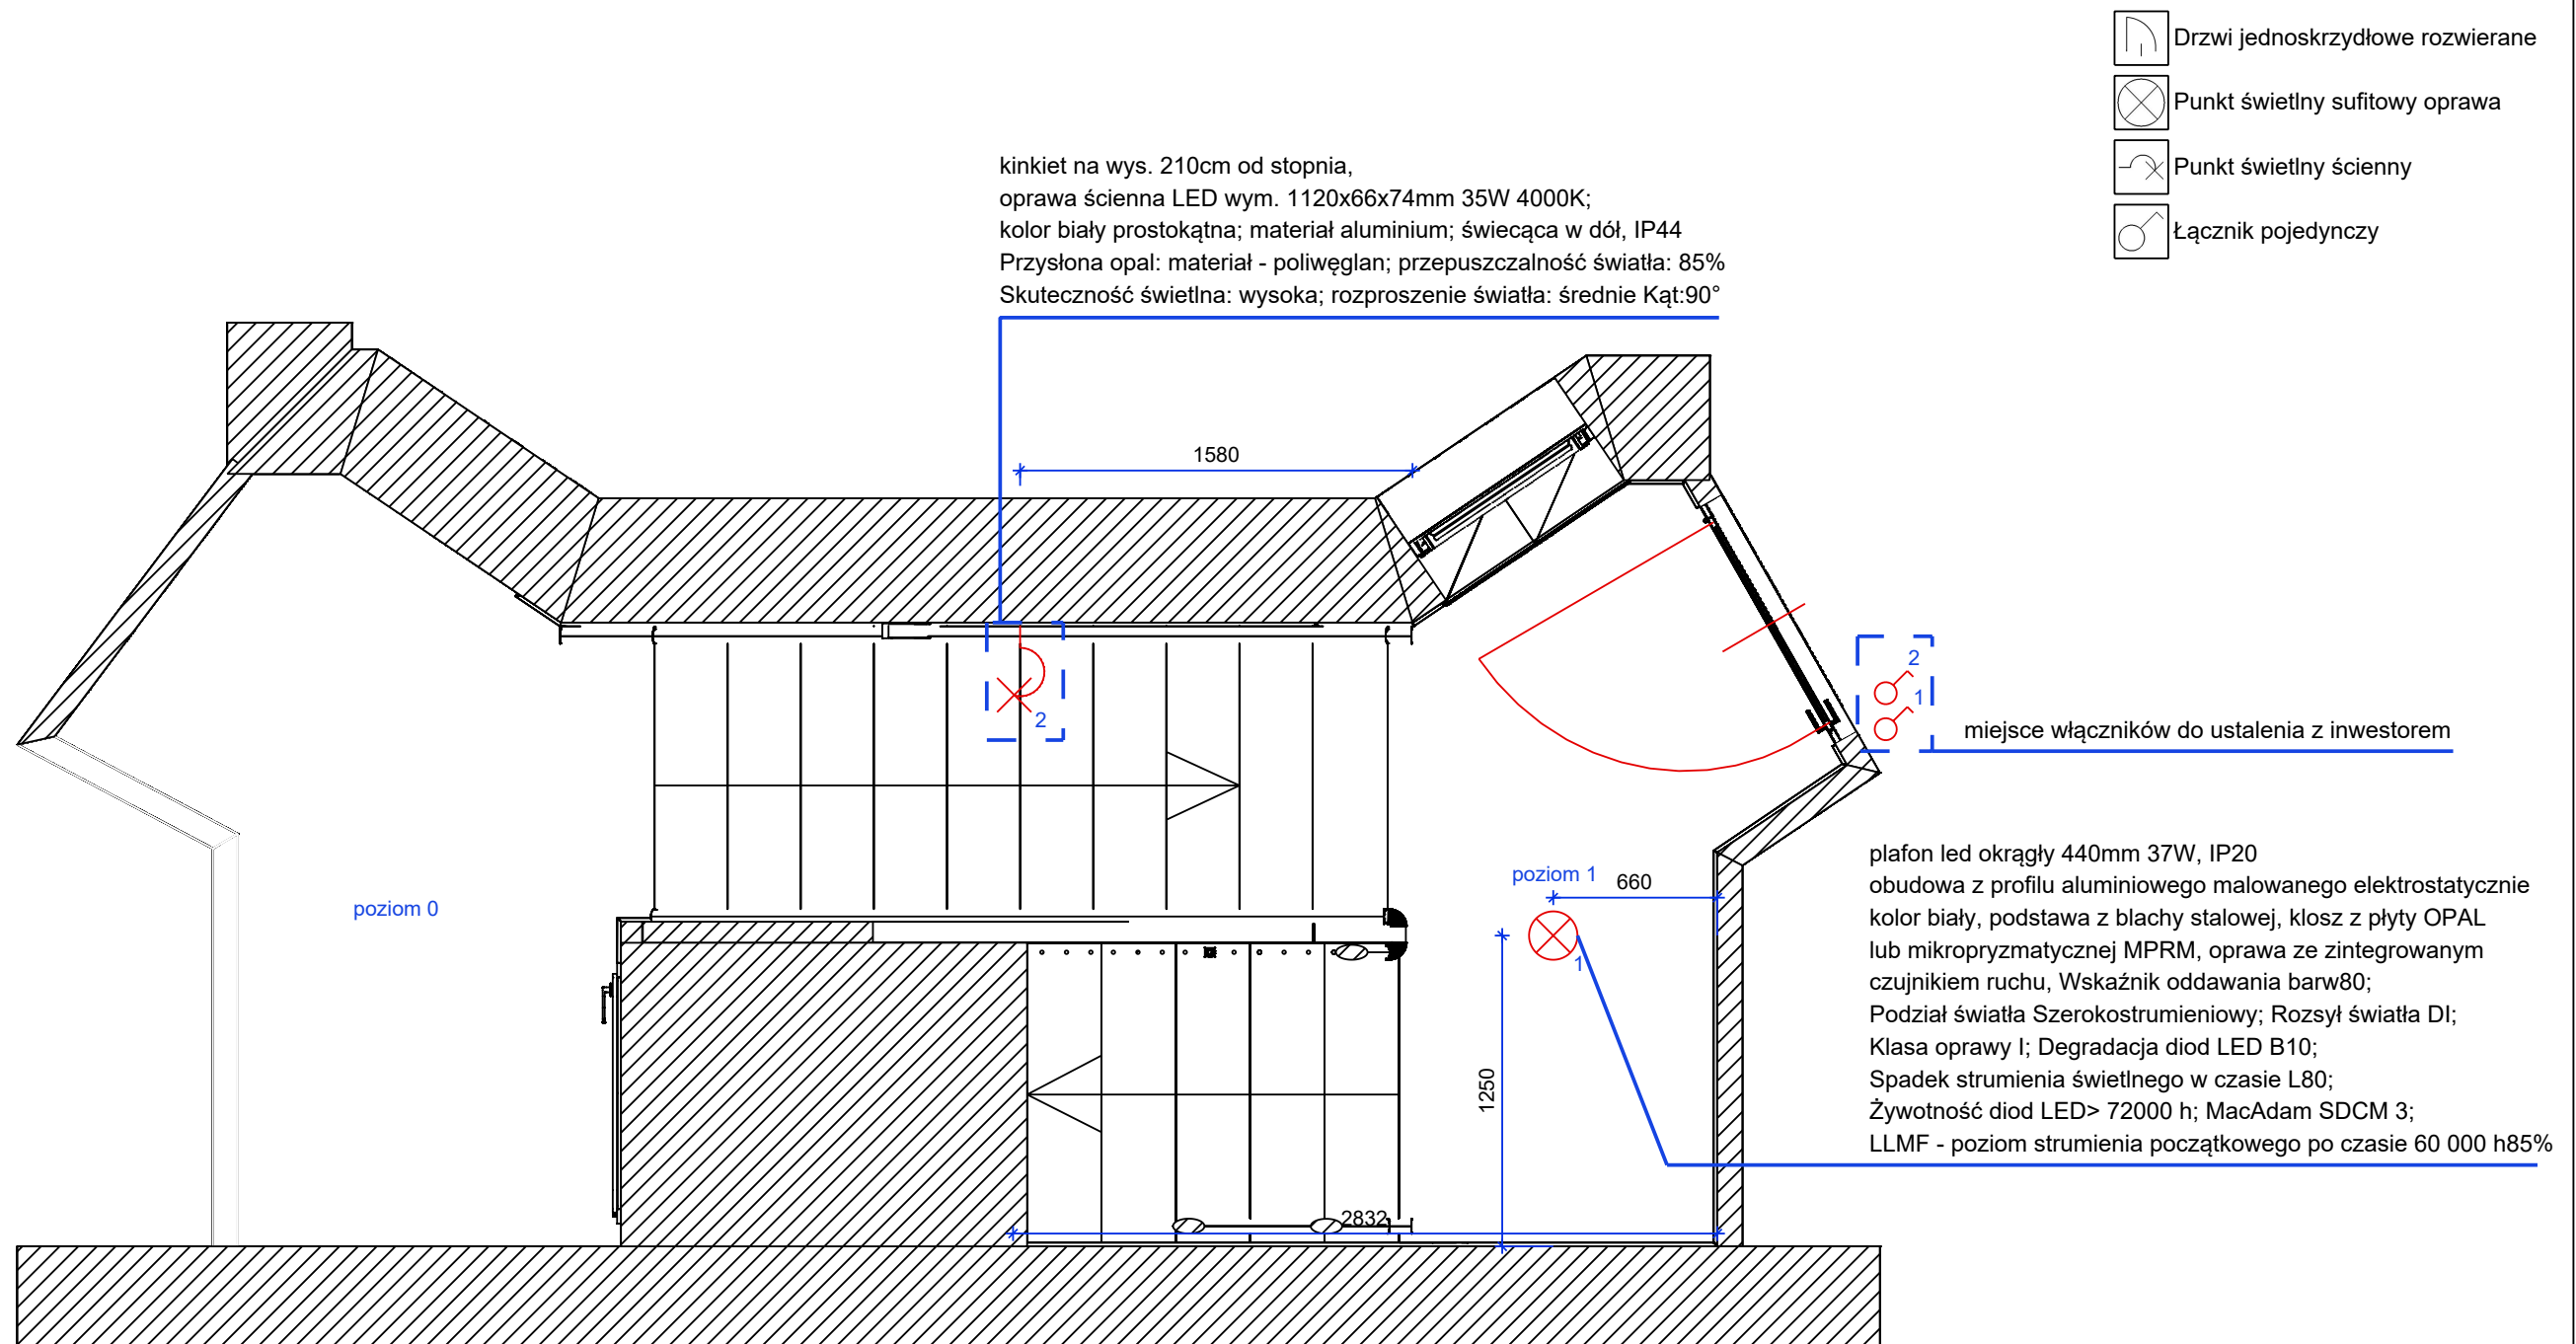 Drzwi jednoskrzydłowe rozwierane
Punkt świetlny sufitowy oprawa
Punkt świetlny ścienny
Łącznik pojedynczy
kinkiet na wys. 210cm od stopnia,
oprawa ścienna LED wym. 1120x66x74mm 35W 4000K;
kolor biały prostokątna; materiał aluminium; świecąca w dół, IP44
Przysłona opal: materiał - poliwęglan; przepuszczalność światła: 85%
Skuteczność świetlna: wysoka; rozproszenie światła: średnie Kąt:90°
1580
2
2
1
miejsce włączników do ustalenia z inwestorem
poziom 0
poziom 1
660
1
1250
2832
plafon led okrągły 440mm 37W, IP20
obudowa z profilu aluminiowego malowanego elektrostatycznie
kolor biały, podstawa z blachy stalowej, klosz z płyty OPAL
lub mikropryzmatycznej MPRM, oprawa ze zintegrowanym
czujnikiem ruchu, Wskaźnik oddawania barw80;
Podział światła Szerokostrumieniowy; Rozsył światła DI;
Klasa oprawy I; Degradacja diod LED B10;
Spadek strumienia świetlnego w czasie L80;
Żywotność diod LED> 72000 h; MacAdam SDCM 3;
LLMF - poziom strumienia początkowego po czasie 60 000 h85%